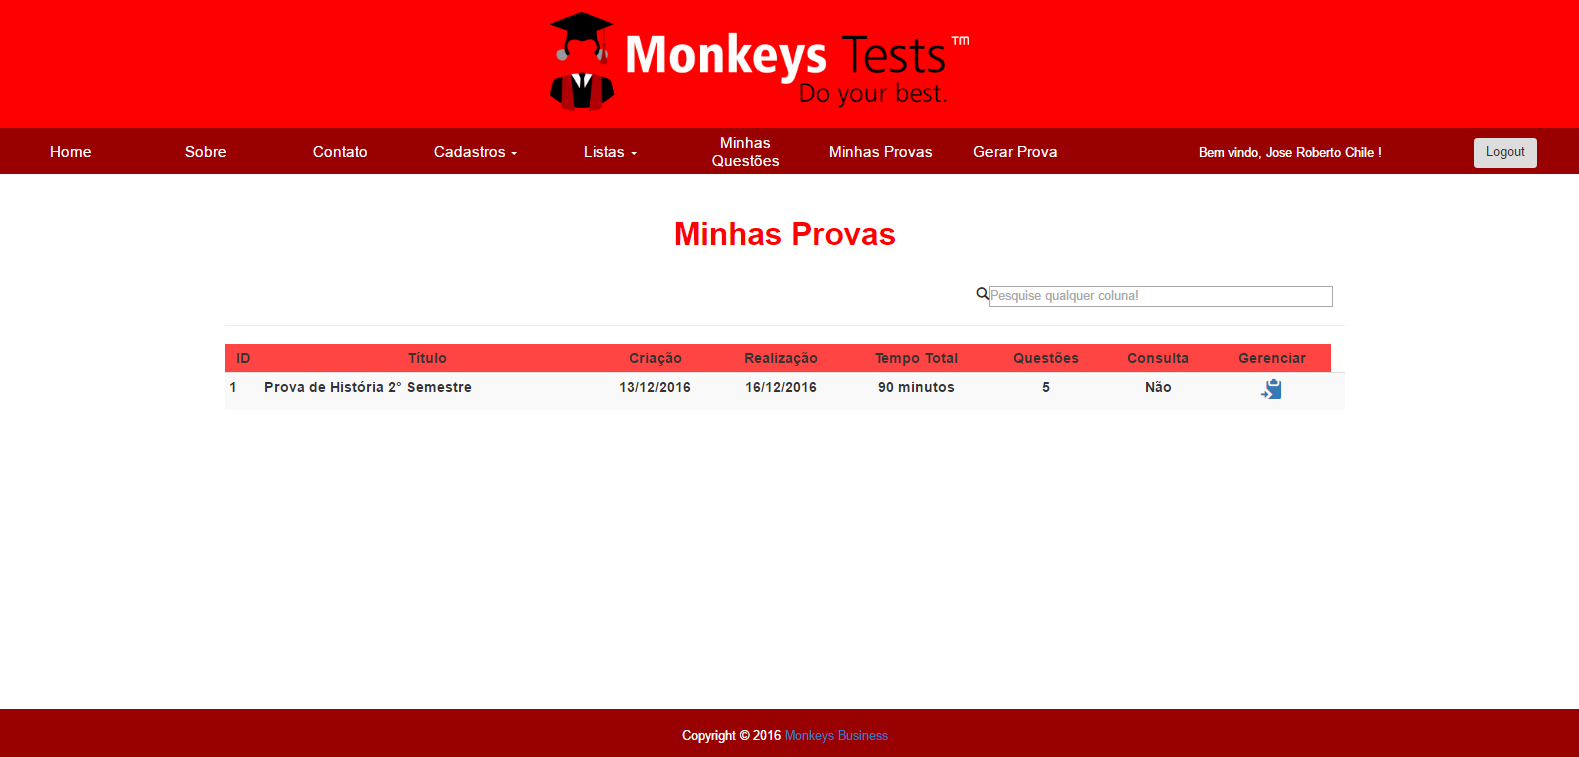 Monkeys Tests™
Do your best.
Home Sobre Contato Cadastros Listas Minhas Questões Minhas Provas Gerar Prova Bem vindo, Jose Roberto Chile ! Logout
Minhas Provas
Pesquise qualquer coluna!
ID Título Criação Realização Tempo Total Questões Consulta Gerenciar
1 Prova de História 2° Semestre 13/12/2016 16/12/2016 90 minutos 5 Não
Copyright © 2016 Monkeys Business